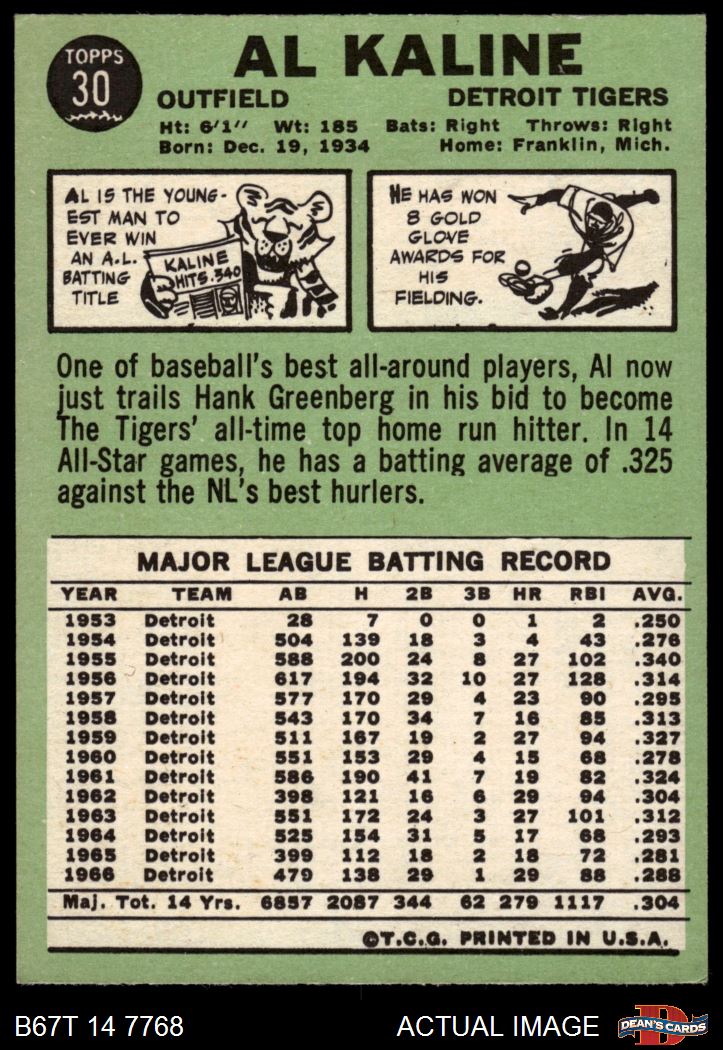 TOPPS
30
AL KALINE
OUTFIELD DETROIT TIGERS
Ht: 6'1" Wt: 185 Bats: Right Throws: Right
Born: Dec. 19, 1934 Home: Franklin, Mich.
AL IS THE YOUNG-
EST MAN TO
EVER WIN
AN A.L.
BATTING
TITLE
KALINE
HITS .340
HE HAS WON
8 GOLD
GLOVE
AWARDS FOR
HIS
FIELDING.
One of baseball's best all-around players, Al now
just trails Hank Greenberg in his bid to become
The Tigers' all-time top home run hitter. In 14
All-Star games, he has a batting average of .325
against the NL's best hurlers.
MAJOR LEAGUE BATTING RECORD
YEAR TEAM AB H 2B 3B HR RBI AVG.
1953 Detroit 28 7 0 0 1 2 .250
1954 Detroit 504 139 18 3 4 43 .276
1955 Detroit 588 200 24 8 27 102 .340
1956 Detroit 617 194 32 10 27 128 .314
1957 Detroit 577 170 29 4 23 90 .295
1958 Detroit 543 170 34 7 16 85 .313
1959 Detroit 511 167 19 2 27 94 .327
1960 Detroit 551 153 29 4 15 68 .278
1961 Detroit 586 190 41 7 19 82 .324
1962 Detroit 398 121 16 6 29 94 .304
1963 Detroit 551 172 24 3 27 101 .312
1964 Detroit 525 154 31 5 17 68 .293
1965 Detroit 399 112 18 2 18 72 .281
1966 Detroit 479 138 29 1 29 88 .288
Maj. Tot. 14 Yrs. 6857 2087 344 62 279 1117 .304
©T.C.G. PRINTED IN U.S.A.
B67T 14 7768 ACTUAL IMAGE
D
DEAN'S CARDS